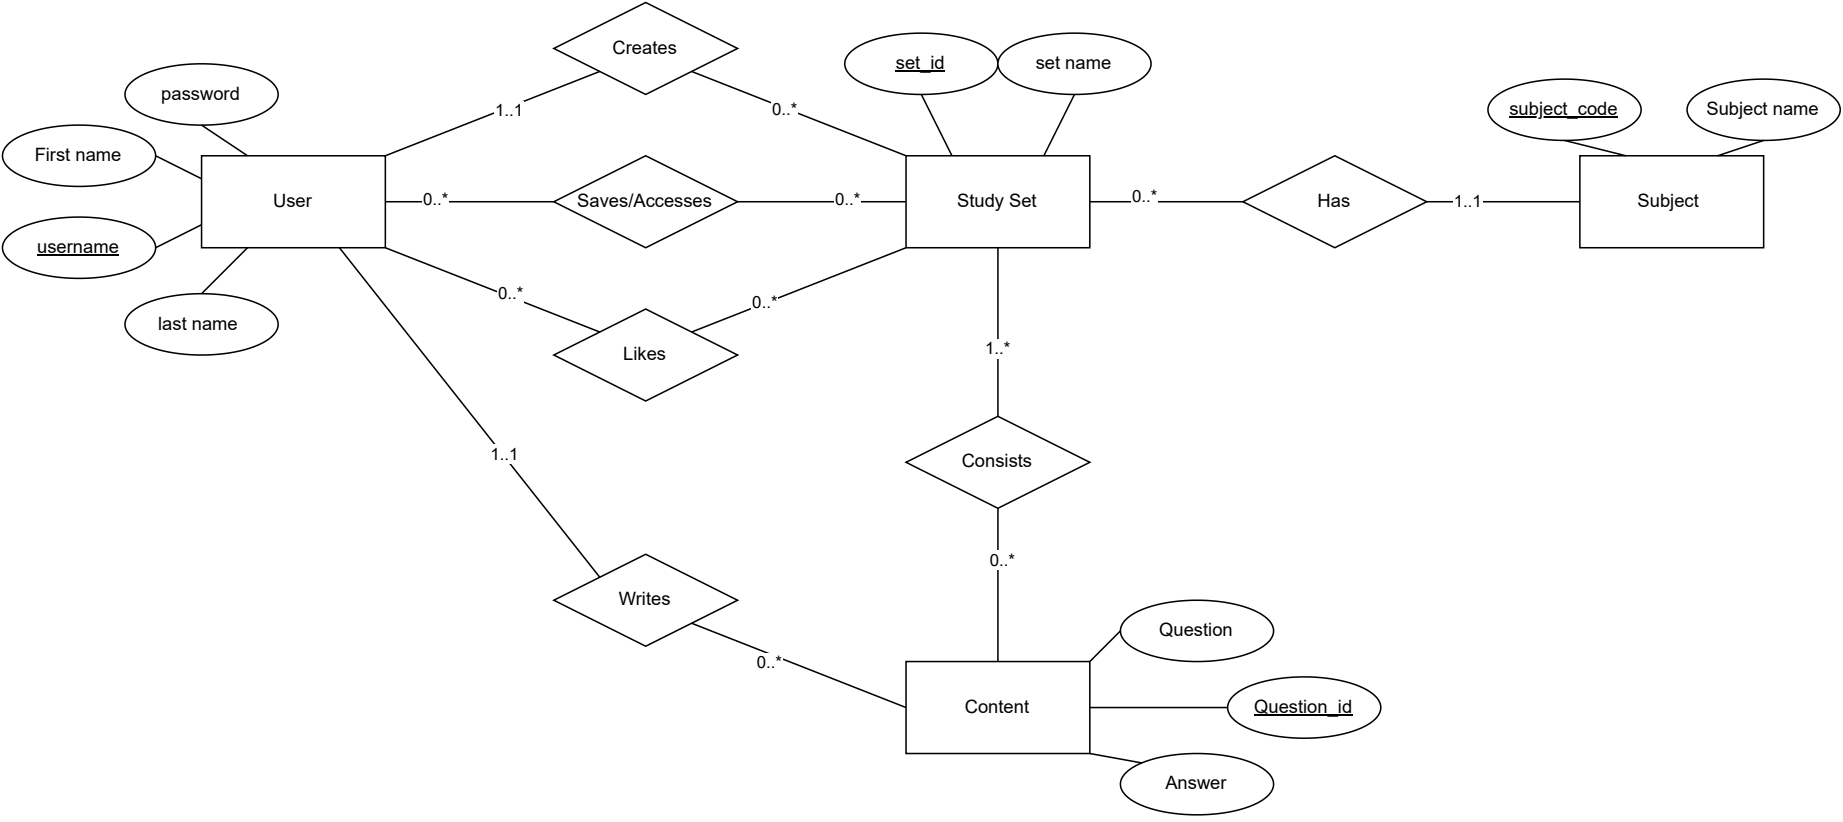 Creates
set_id
set name
password
subject_code
Subject name
1..1
0..*
First name
User
0..*
Saves/Accesses
0..*
Study Set
0..*
Has
1..1
Subject
username
0..*
0..*
last name
Likes
1..*
1..1
Consists
0..*
Writes
Question
0..*
Content
Question_id
Answer